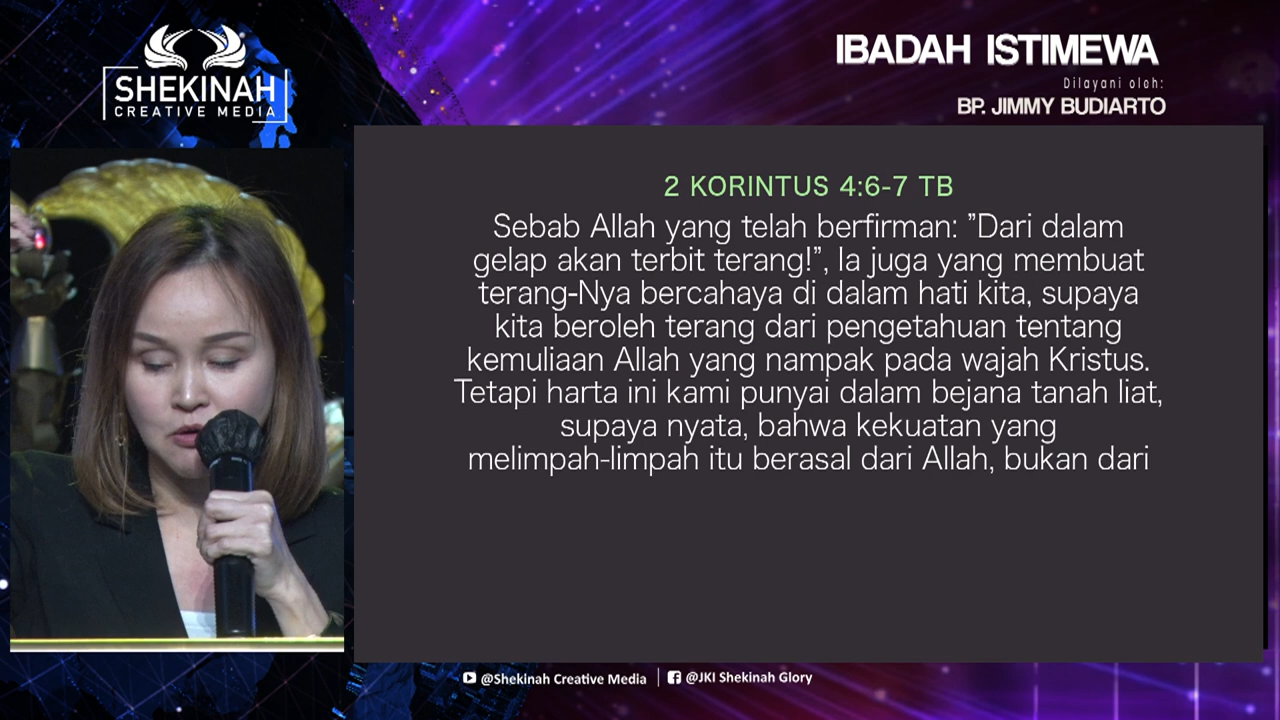 SHEKINAH
CREATIVE MEDIA
IBADAH ISTIMEWA
Dilayani oleh:
BP. JIMMY BUDIARTO
2 KORINTUS 4:6-7 TB
Sebab Allah yang telah berfirman: ”Dari dalam
gelap akan terbit terang!”, Ia juga yang membuat
terang-Nya bercahaya di dalam hati kita, supaya
kita beroleh terang dari pengetahuan tentang
kemuliaan Allah yang nampak pada wajah Kristus.
Tetapi harta ini kami punyai dalam bejana tanah liat,
supaya nyata, bahwa kekuatan yang
melimpah-limpah itu berasal dari Allah, bukan dari
@Shekinah Creative Media
@JKI Shekinah Glory